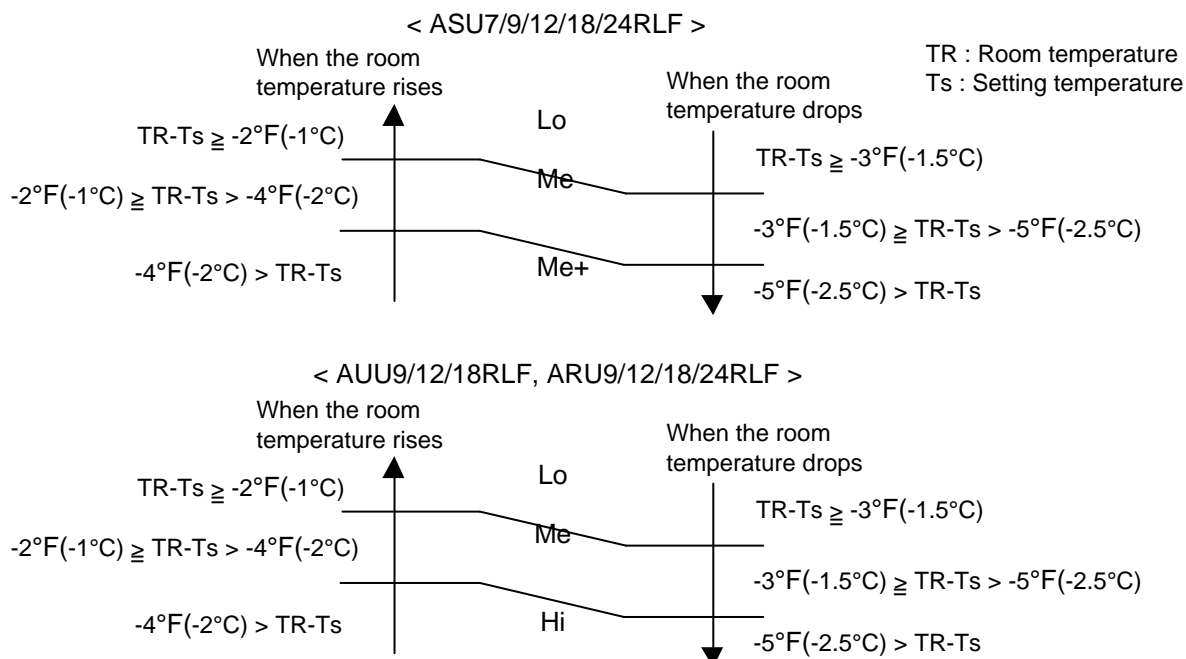 < ASU7/9/12/18/24RLF >
TR : Room temperature
Ts : Setting temperature
When the room
temperature rises
When the room
temperature drops
Lo
TR-Ts ≧ -2°F(-1°C)
TR-Ts ≧ -3°F(-1.5°C)
Me
-2°F(-1°C) ≧ TR-Ts > -4°F(-2°C)
-3°F(-1.5°C) ≧ TR-Ts > -5°F(-2.5°C)
Me+
-4°F(-2°C) > TR-Ts
-5°F(-2.5°C) > TR-Ts
< AUU9/12/18RLF, ARU9/12/18/24RLF >
When the room
temperature rises
When the room
temperature drops
Lo
TR-Ts ≧ -2°F(-1°C)
TR-Ts ≧ -3°F(-1.5°C)
Me
-2°F(-1°C) ≧ TR-Ts > -4°F(-2°C)
-3°F(-1.5°C) ≧ TR-Ts > -5°F(-2.5°C)
Hi
-4°F(-2°C) > TR-Ts
-5°F(-2.5°C) > TR-Ts